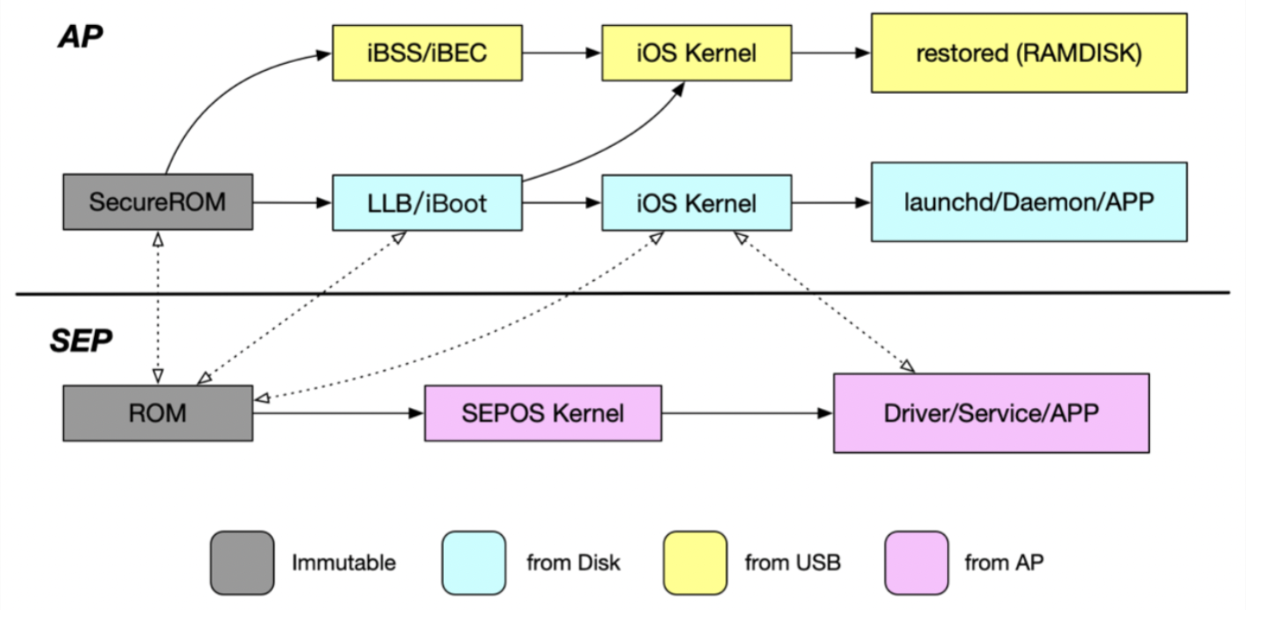 AP
iBSS/iBEC
iOS Kernel
restored (RAMDISK)
SecureROM
LLB/iBoot
iOS Kernel
launchd/Daemon/APP
SEP
ROM
SEPOS Kernel
Driver/Service/APP
Immutable
from Disk
from USB
from AP